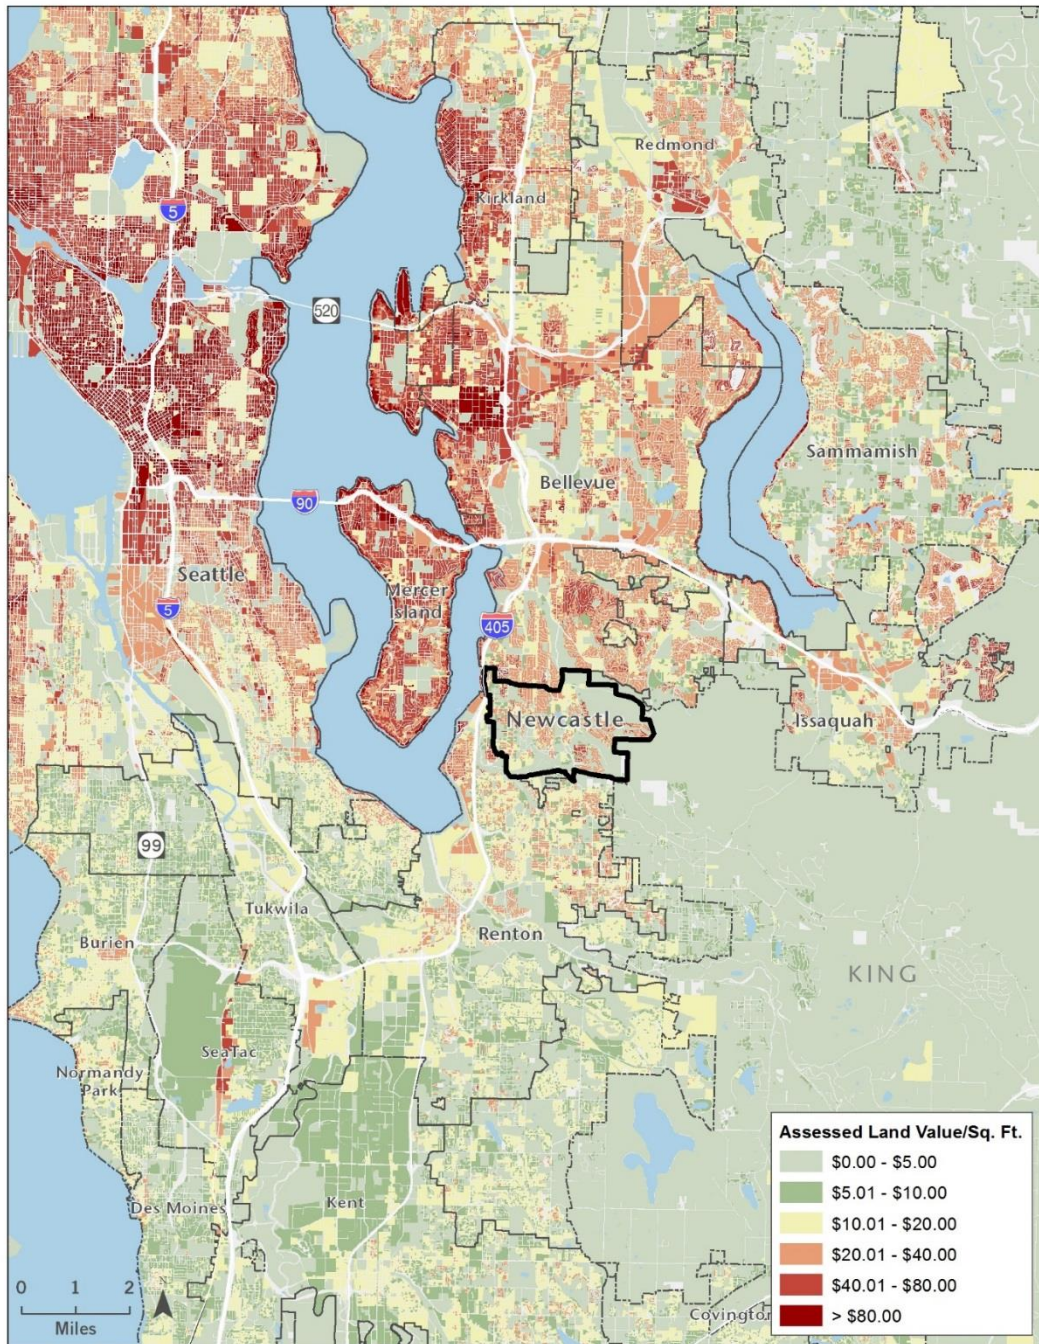 Redmond
5
Kirkland
520
Sammamish
Bellevue
90
Seattle
Mercer
Island
5
405
Newcastle
Issaquah
99
Tukwila
Burien
Renton
KING
SeaTac
Normandy
Park
Kent
Des Moines
Covington
Assessed Land Value/Sq. Ft.
$0.00 - $5.00
$5.01 - $10.00
$10.01 - $20.00
$20.01 - $40.00
$40.01 - $80.00
> $80.00
0 1 2
Miles
N